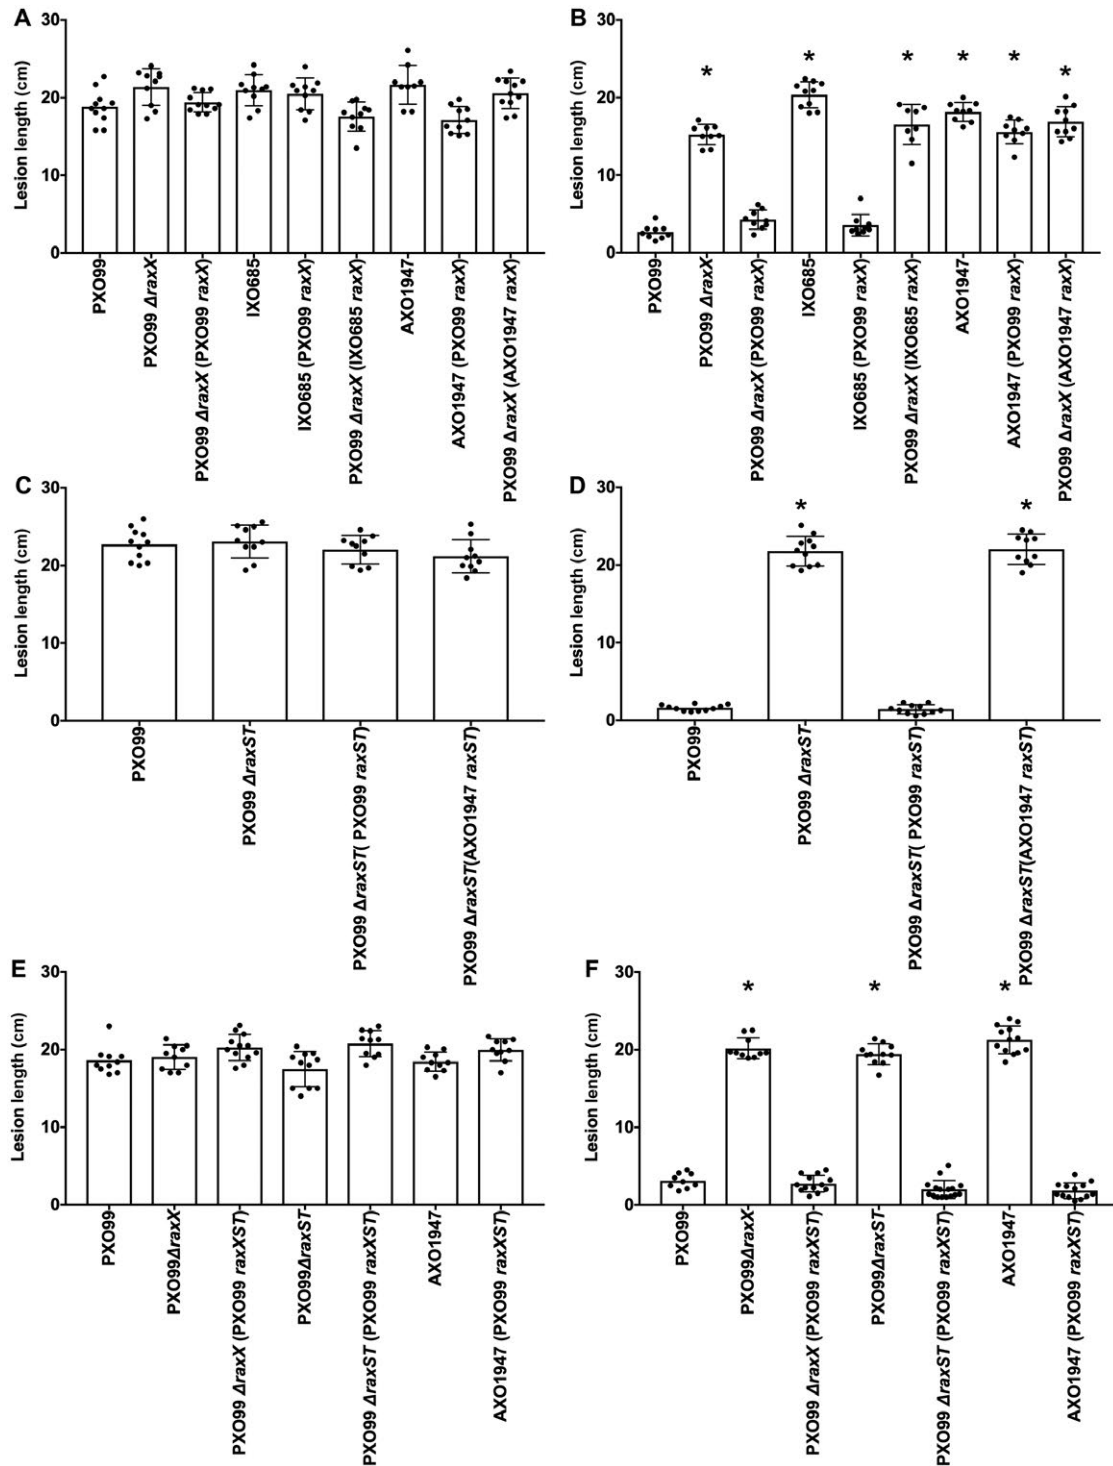 A
Lesion length (cm)
30
20
10
0
PXO99
PXO99 ΔraxX
PXO99 ΔraxX (PXO99 raxX)
IXO685
IXO685 (PXO99 raxX)
PXO99 ΔraxX (IXO685 raxX)
AXO1947
AXO1947 (PXO99 raxX)
PXO99 ΔraxX (AXO1947 raxX)
B
Lesion length (cm)
30
20
10
0
* * * * * *
PXO99
PXO99 ΔraxX
PXO99 ΔraxX (PXO99 raxX)
IXO685
IXO685 (PXO99 raxX)
PXO99 ΔraxX (IXO685 raxX)
AXO1947
AXO1947 (PXO99 raxX)
PXO99 ΔraxX (AXO1947 raxX)
C
Lesion length (cm)
30
20
10
0
PXO99
PXO99 ΔraxST
PXO99 ΔraxST( PXO99 raxST)
PXO99 ΔraxST(AXO1947 raxST)
D
Lesion length (cm)
30
20
10
0
* *
PXO99
PXO99 ΔraxST
PXO99 ΔraxST( PXO99 raxST)
PXO99 ΔraxST(AXO1947 raxST)
E
Lesion length (cm)
30
20
10
0
PXO99
PXO99ΔraxX
PXO99 ΔraxX (PXO99 raxXST)
PXO99ΔraxST
PXO99 ΔraxST (PXO99 raxXST)
AXO1947
AXO1947 (PXO99 raxXST)
F
Lesion length (cm)
30
20
10
0
* * *
PXO99
PXO99ΔraxX
PXO99 ΔraxX (PXO99 raxXST)
PXO99ΔraxST
PXO99 ΔraxST (PXO99 raxXST)
AXO1947
AXO1947 (PXO99 raxXST)